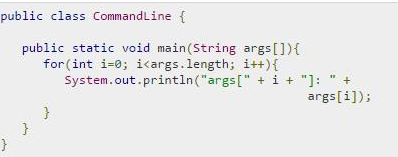 public class CommandLine {
public static void main(String args[]){
for(int i=0; i<args.length; i++){
System.out.println("args[" + i + "]: " +
args[i]);
}
}
}